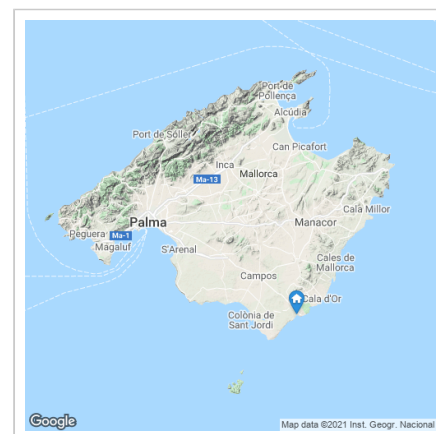 Port de
Pollença
Alcúdia
Port de Sóller
Can Picafort
Inca
Ma-13
Mallorca
Cala Millor
Palma
Manacor
Ma-1
Peguera
Magaluf
S'Arenal
Cales de
Mallorca
Campos
Cala d'Or
Colònia de
Sant Jordi
Google
Map data ©2021 Inst. Geogr. Nacional